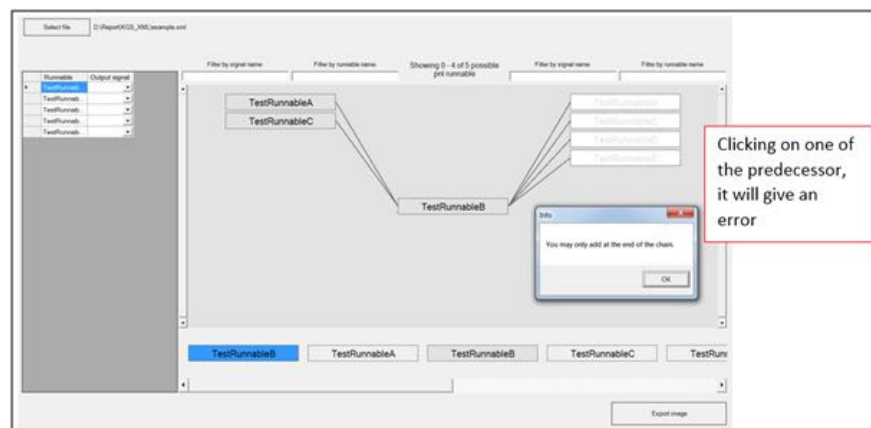 Select file D:\Report\KGS_XML\example.xml
Filter by signal name Filter by runnable name Showing 0 - 4 of 5 possible Filter by signal name Filter by runnable name
pnl runnable
Runnable Output signal
TestRunnab...
TestRunnab...
TestRunnab...
TestRunnab...
TestRunnab...
TestRunnableA
TestRunnableC
TestRunnableB
Info
You may only add at the end of the chain.
OK
Clicking on one of
the predecessor,
it will give an
error
TestRunnableB TestRunnableA TestRunnableB TestRunnableC TestRun
Export image